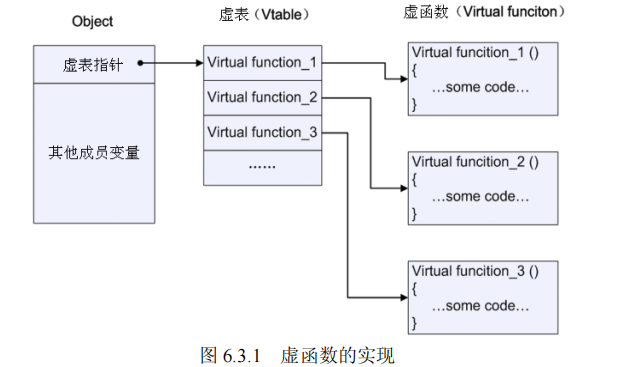 Object
虚表（Vtable）
虚函数（Virtual funciton）
虚表指针
其他成员变量
Virtual function_1
Virtual function_2
Virtual function_3
……
Virtual funcition_1 ()
{
…some code…
}
Virtual funcition_2 ()
{
…some code…
}
Virtual funcition_3 ()
{
…some code…
}
图 6.3.1 虚函数的实现